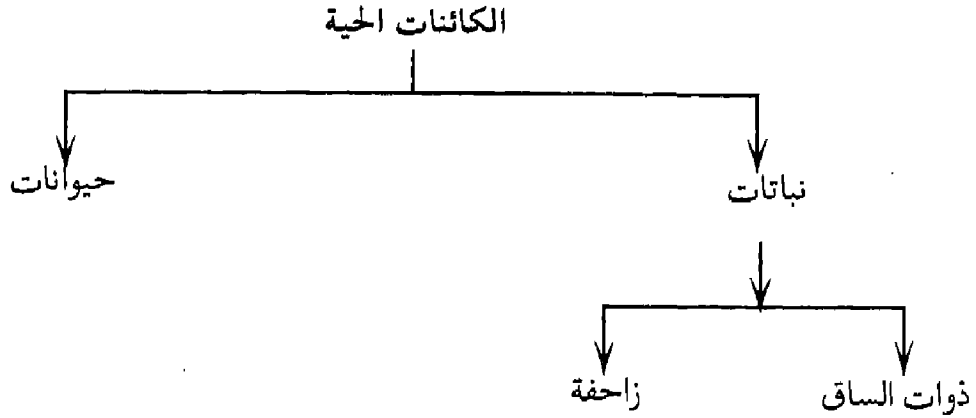 الكائنات الحية
نباتات
حيوانات
ذوات الساق
زاحفة